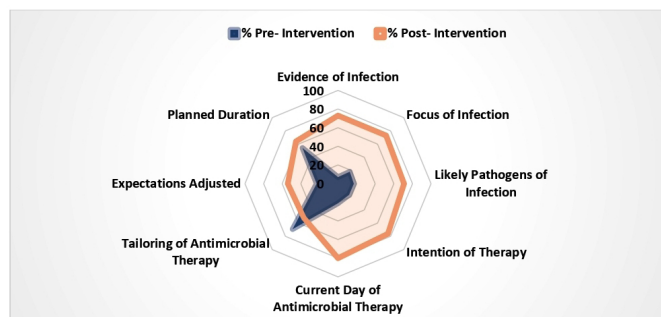 % Pre- Intervention
% Post- Intervention
Evidence of Infection
100
80
60
40
20
0
Focus of Infection
Likely Pathogens of
Infection
Intention of Therapy
Current Day of
Antimicrobial Therapy
Tailoring of Antimicrobial
Therapy
Expectations Adjusted
Planned Duration